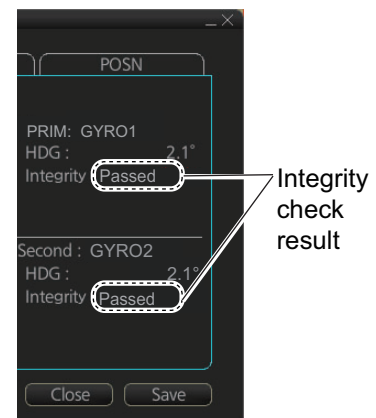 POSN
PRIM: GYRO1
HDG : 2.1°
Integrity Passed
Second : GYRO2
HDG : 2.1°
Integrity Passed
Close Save
Integrity
check
result